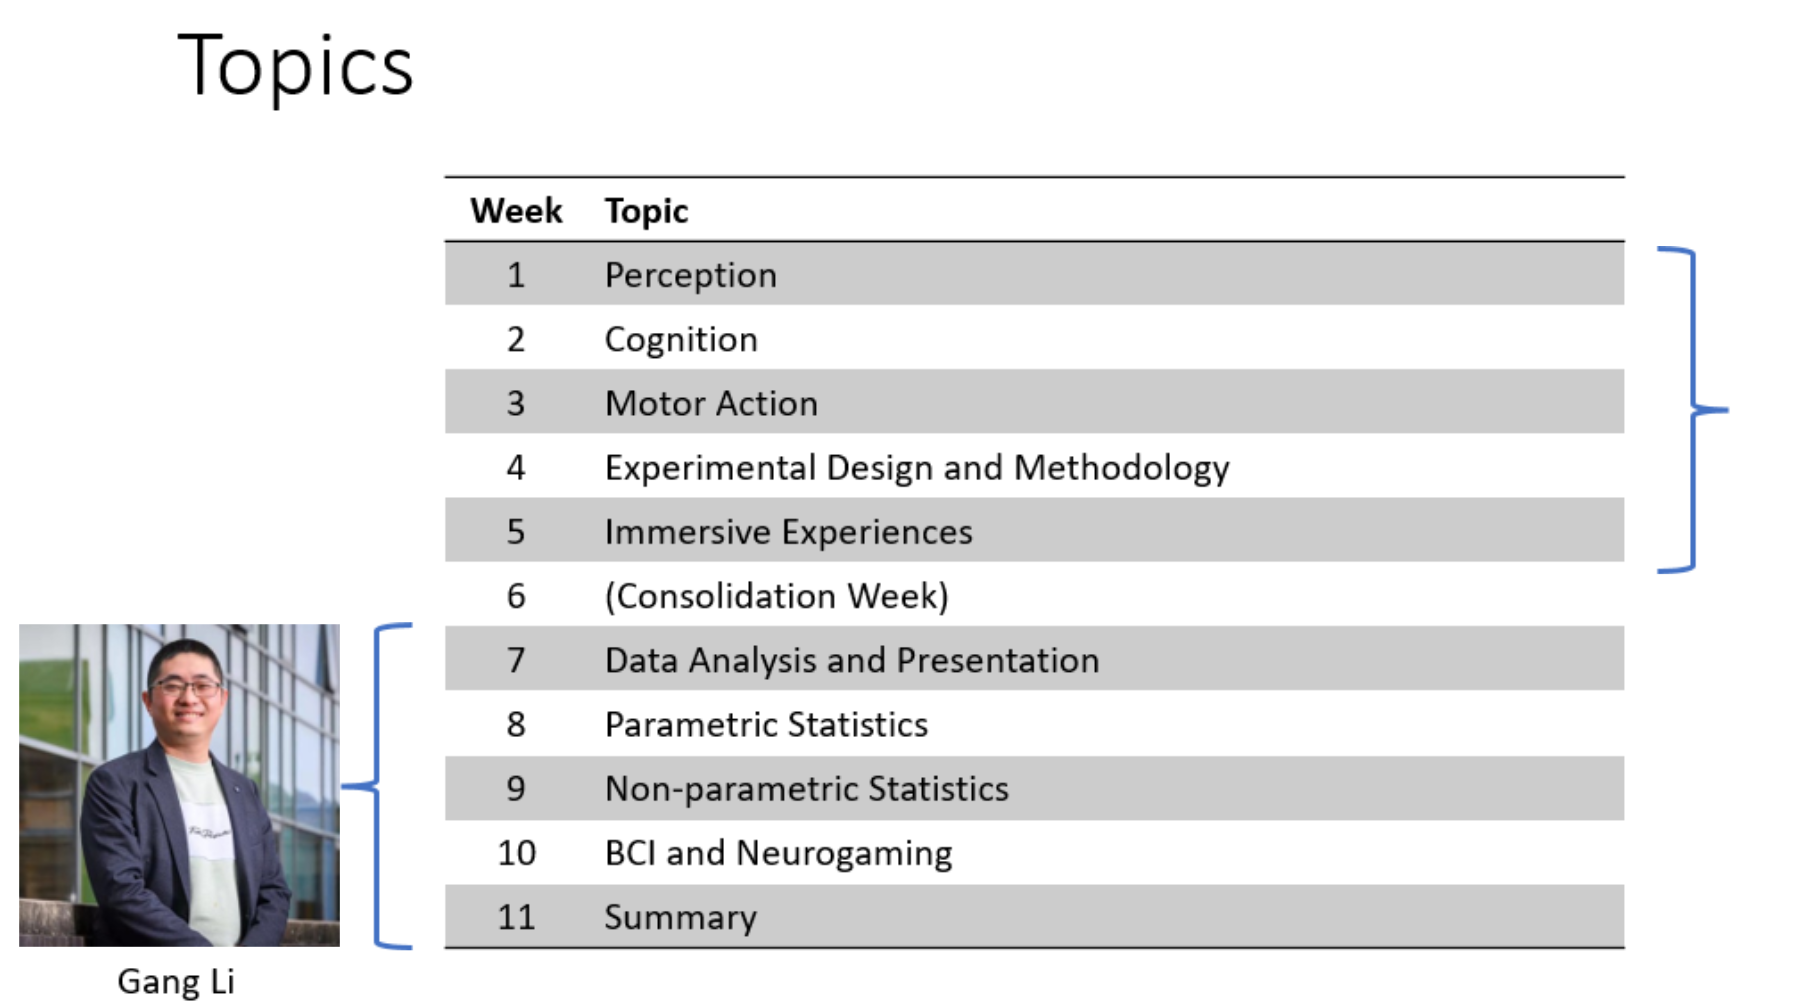 Topics
Week Topic
1 Perception
2 Cognition
3 Motor Action
4 Experimental Design and Methodology
5 Immersive Experiences
6 (Consolidation Week)
7 Data Analysis and Presentation
8 Parametric Statistics
9 Non-parametric Statistics
10 BCI and Neurogaming
11 Summary
Gang Li